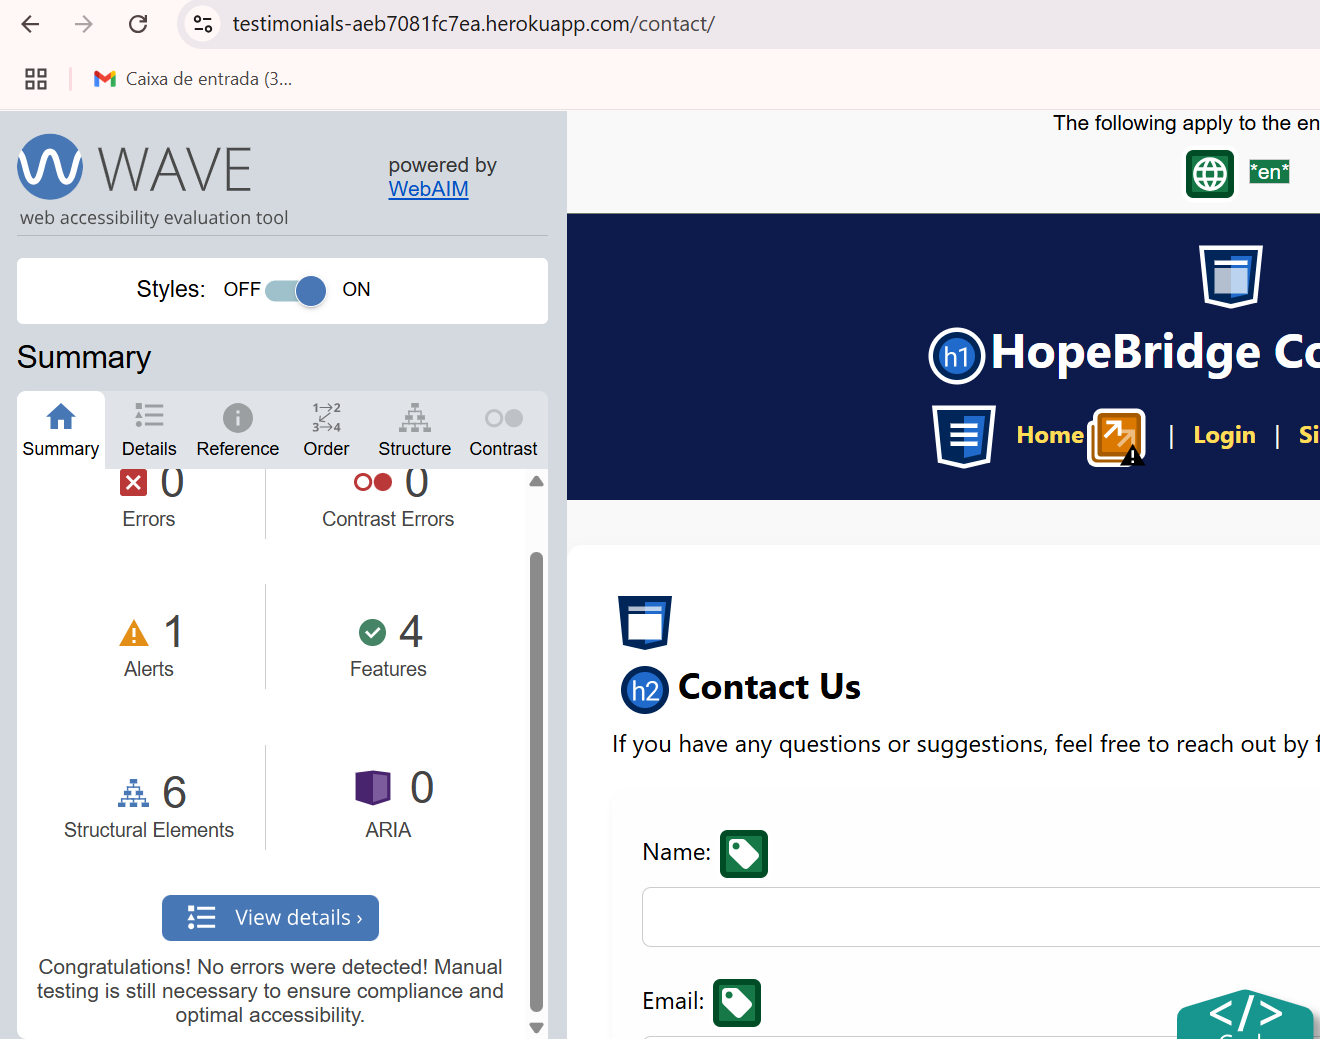 testimonials-aeb7081fc7ea.herokuapp.com/contact/
Caixa de entrada (3...
WAVE
powered by
WebAIM
web accessibility evaluation tool
Styles: OFF ON
Summary
Summary Details Reference Order Structure Contrast
0 Errors
0 Contrast Errors
1 Alerts
4 Features
6 Structural Elements
0 ARIA
View details ›
Congratulations! No errors were detected! Manual
testing is still necessary to ensure compliance and
optimal accessibility.
The following apply to the en
*en*
h1 HopeBridge Co
Home | Login | Si
h2 Contact Us
If you have any questions or suggestions, feel free to reach out by f
Name:
Email:
</>